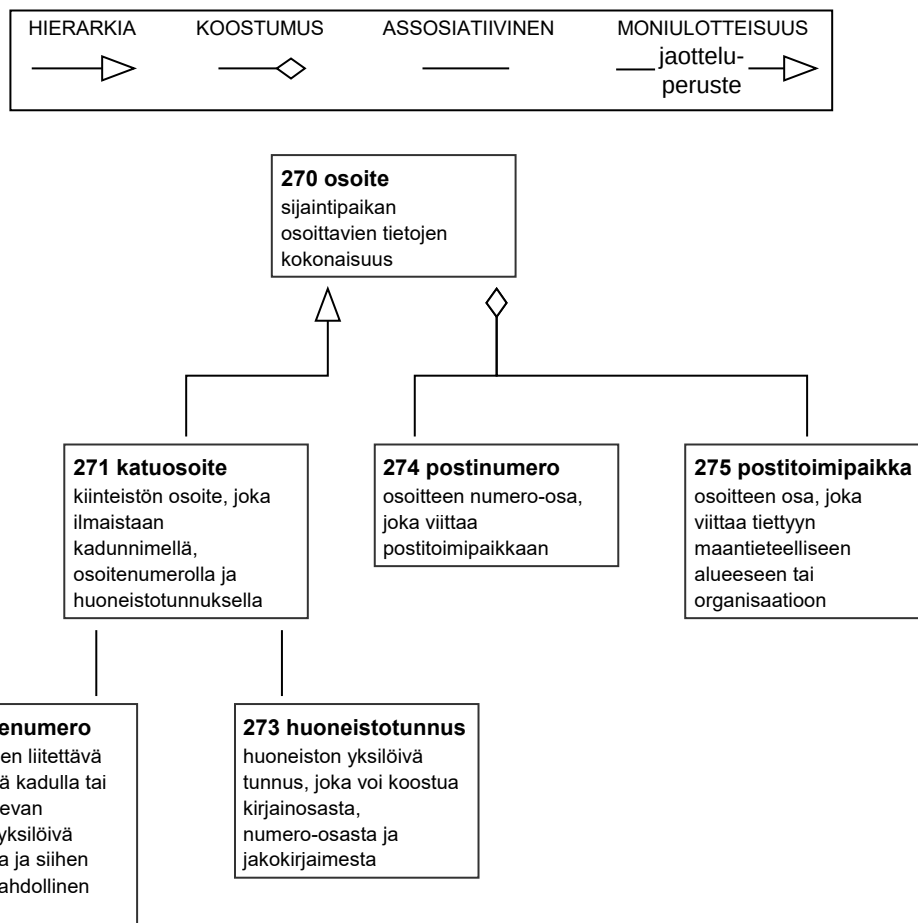 HIERARKIA KOOSTUMUS ASSOSIATIIVINEN MONIULOTTEISUUS
jaottelu-
peruste
270 osoite
sijaintipaikan
osoittavien tietojen
kokonaisuus
271 katuosoite
kiinteistön osoite, joka
ilmaistaan
kadunnimellä,
osoitenumerolla ja
huoneistotunnuksella
274 postinumero
osoitteen numero-osa,
joka viittaa
postitoimipaikkaan
275 postitoimipaikka
osoitteen osa, joka
viittaa tiettyyn
maantieteelliseen
alueeseen tai
organisaatioon
enumero
en liitettävä
ä kadulla tai
evan
yksilöivä
a ja siihen
ahdollinen
273 huoneistotunnus
huoneiston yksilöivä
tunnus, joka voi koostua
kirjainosasta,
numero-osasta ja
jakokirjaimesta